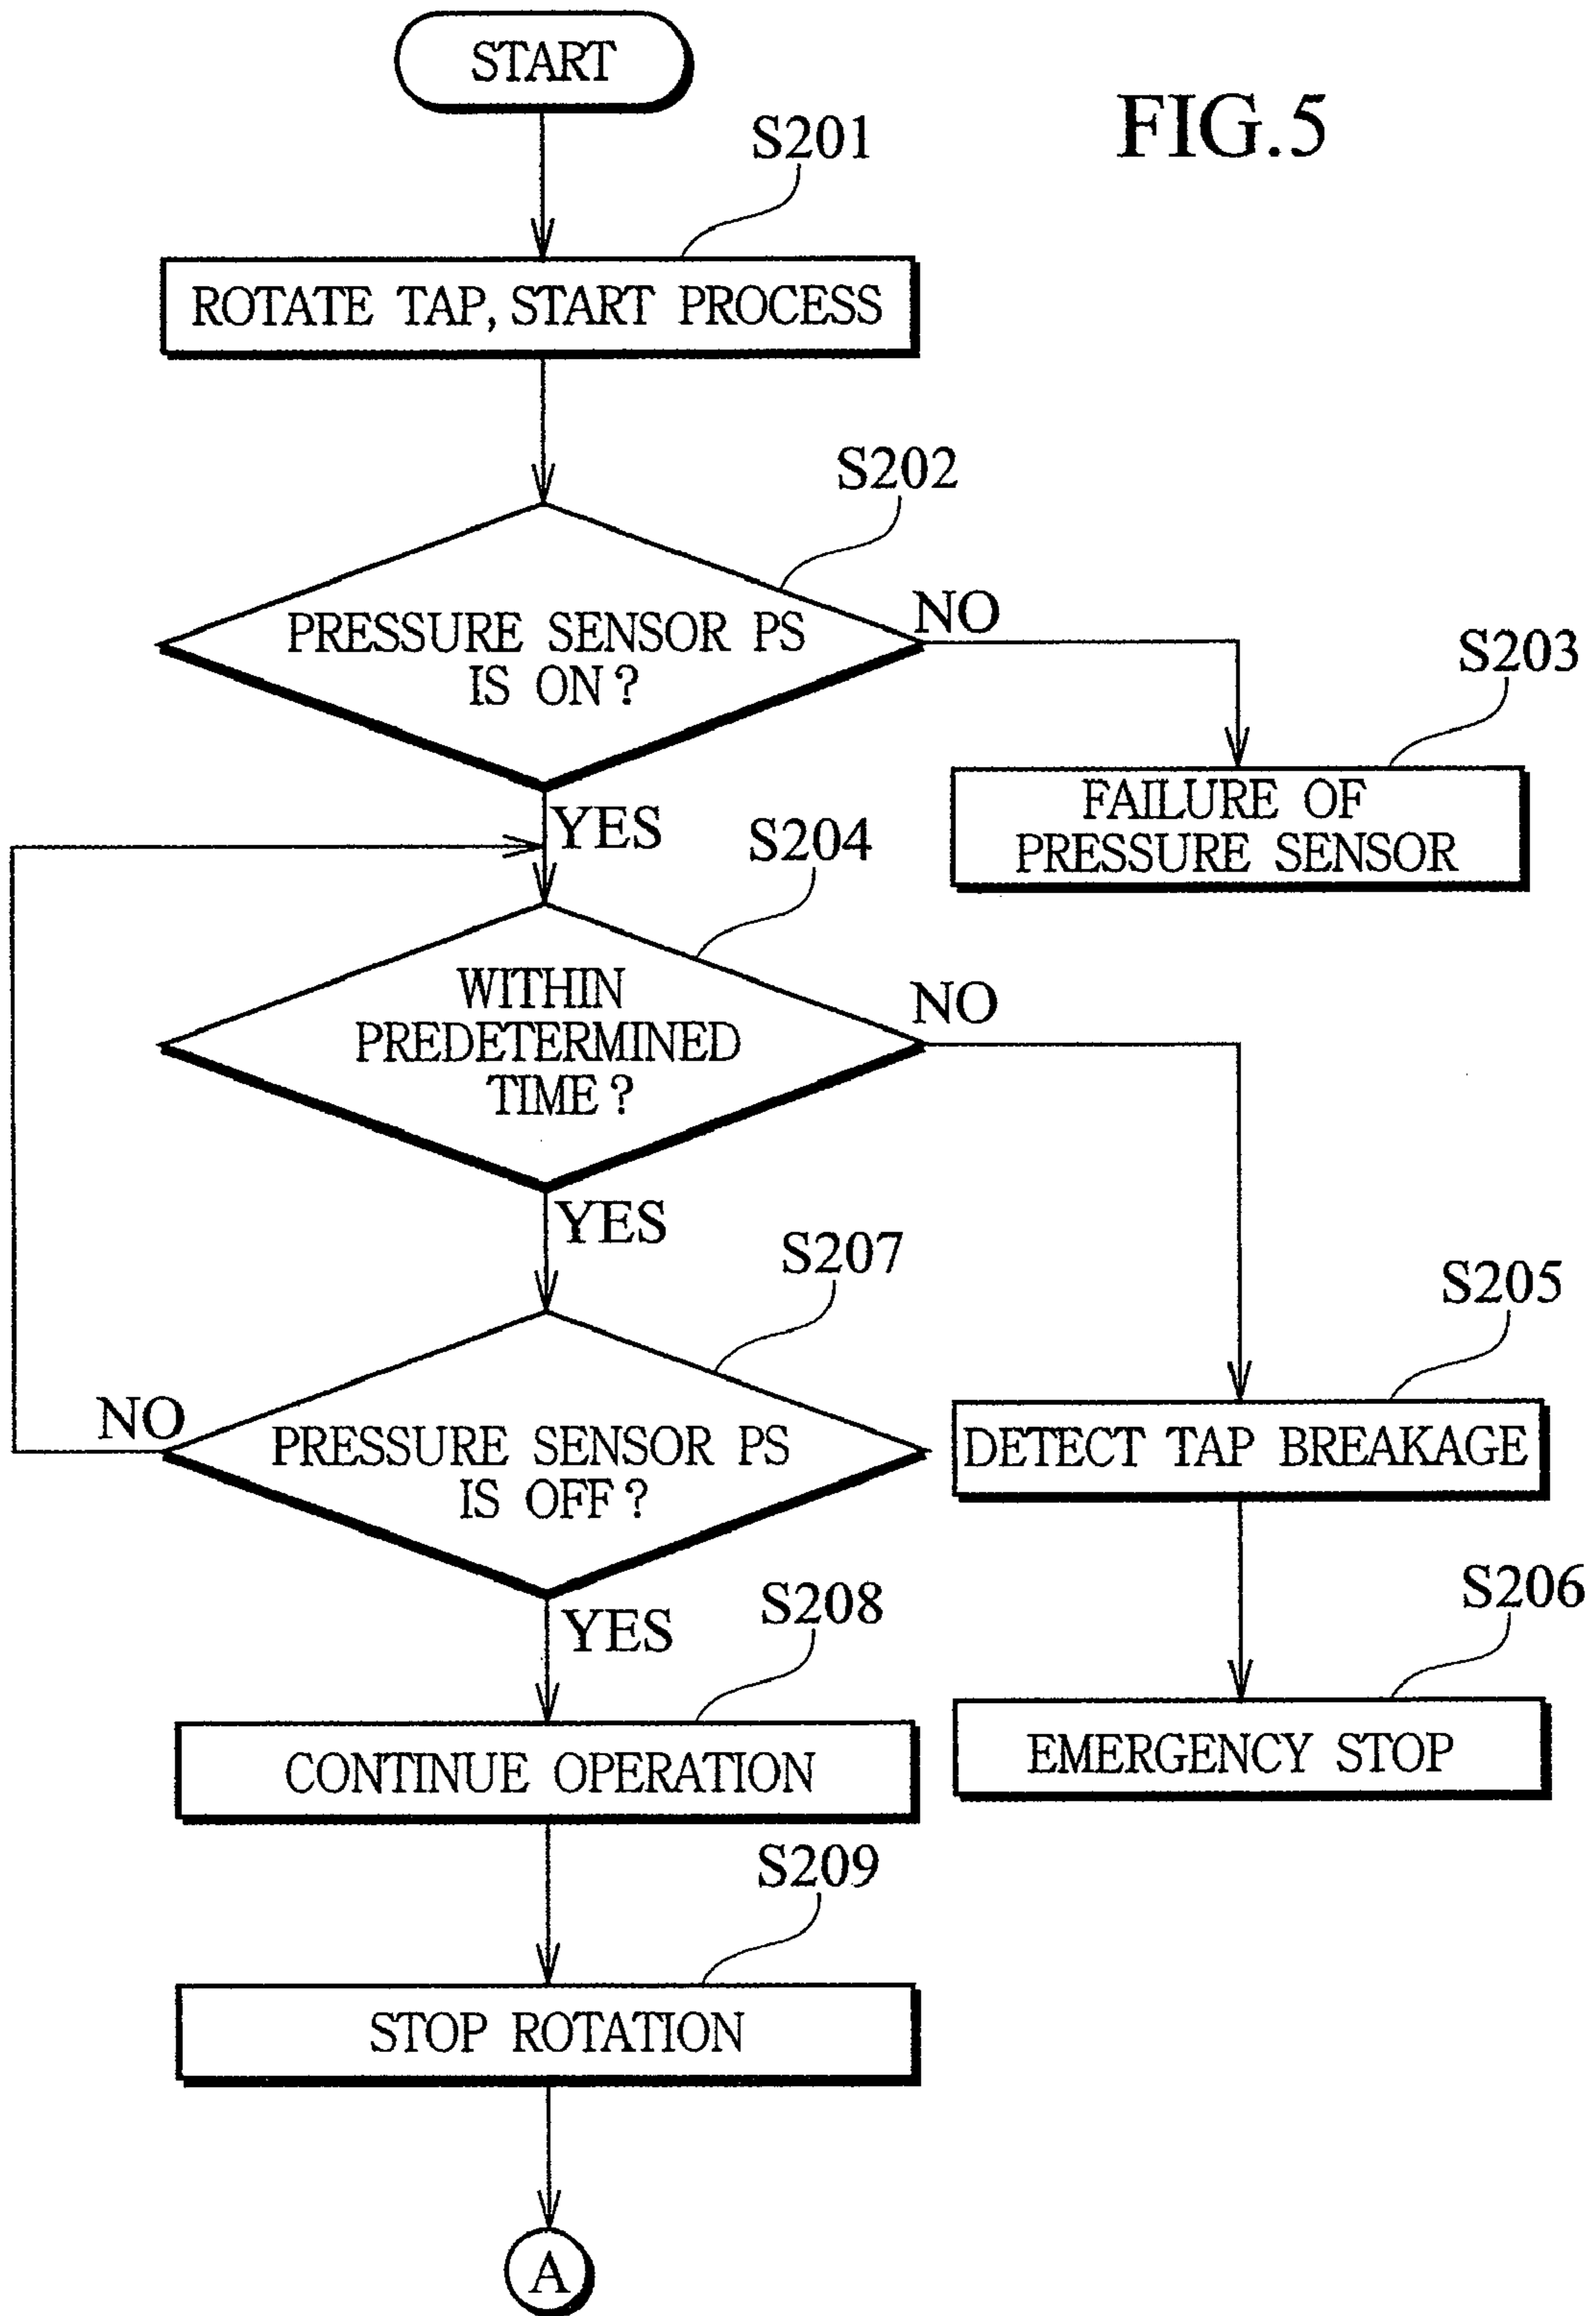 START
FIG.5
S201
ROTATE TAP, START PROCESS
S202
PRESSURE SENSOR PS
IS ON?
NO
S203
FAILURE OF
PRESSURE SENSOR
YES
S204
WITHIN
PREDETERMINED
TIME?
NO
YES
S207
S205
NO
PRESSURE SENSOR PS
IS OFF?
DETECT TAP BREAKAGE
YES
S208
S206
CONTINUE OPERATION
EMERGENCY STOP
S209
STOP ROTATION
A